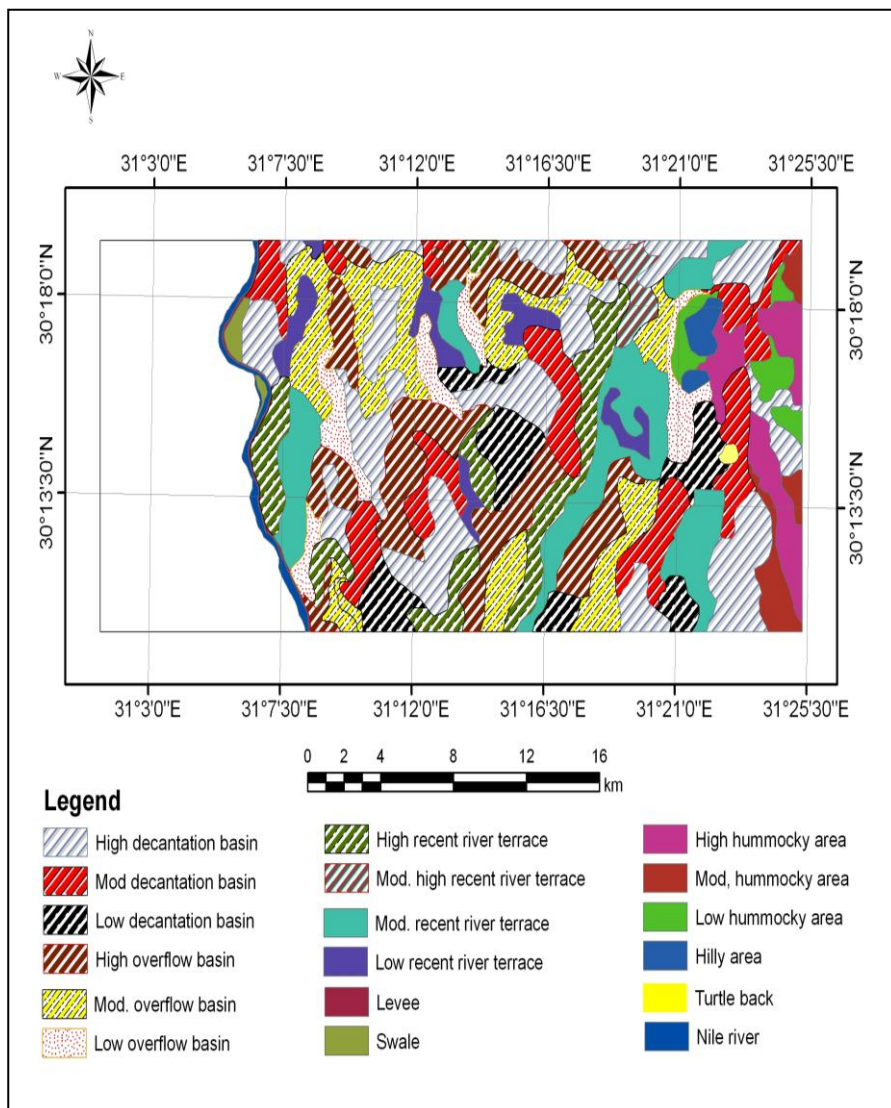 N
W E
S
31°3'0"E 31°7'30"E 31°12'0"E 31°16'30"E 31°21'0"E 31°25'30"E
30°18'0"N 30°18'0"N
30°13'30"N 30°13'30"N
31°3'0"E 31°7'30"E 31°12'0"E 31°16'30"E 31°21'0"E 31°25'30"E
0 2 4 8 12 16
km
Legend
High decantation basin
Mod decantation basin
Low decantation basin
High overflow basin
Mod. overflow basin
Low overflow basin
High recent river terrace
Mod. high recent river terrace
Mod. recent river terrace
Low recent river terrace
Levee
Swale
High hummocky area
Mod, hummocky area
Low hummocky area
Hilly area
Turtle back
Nile river